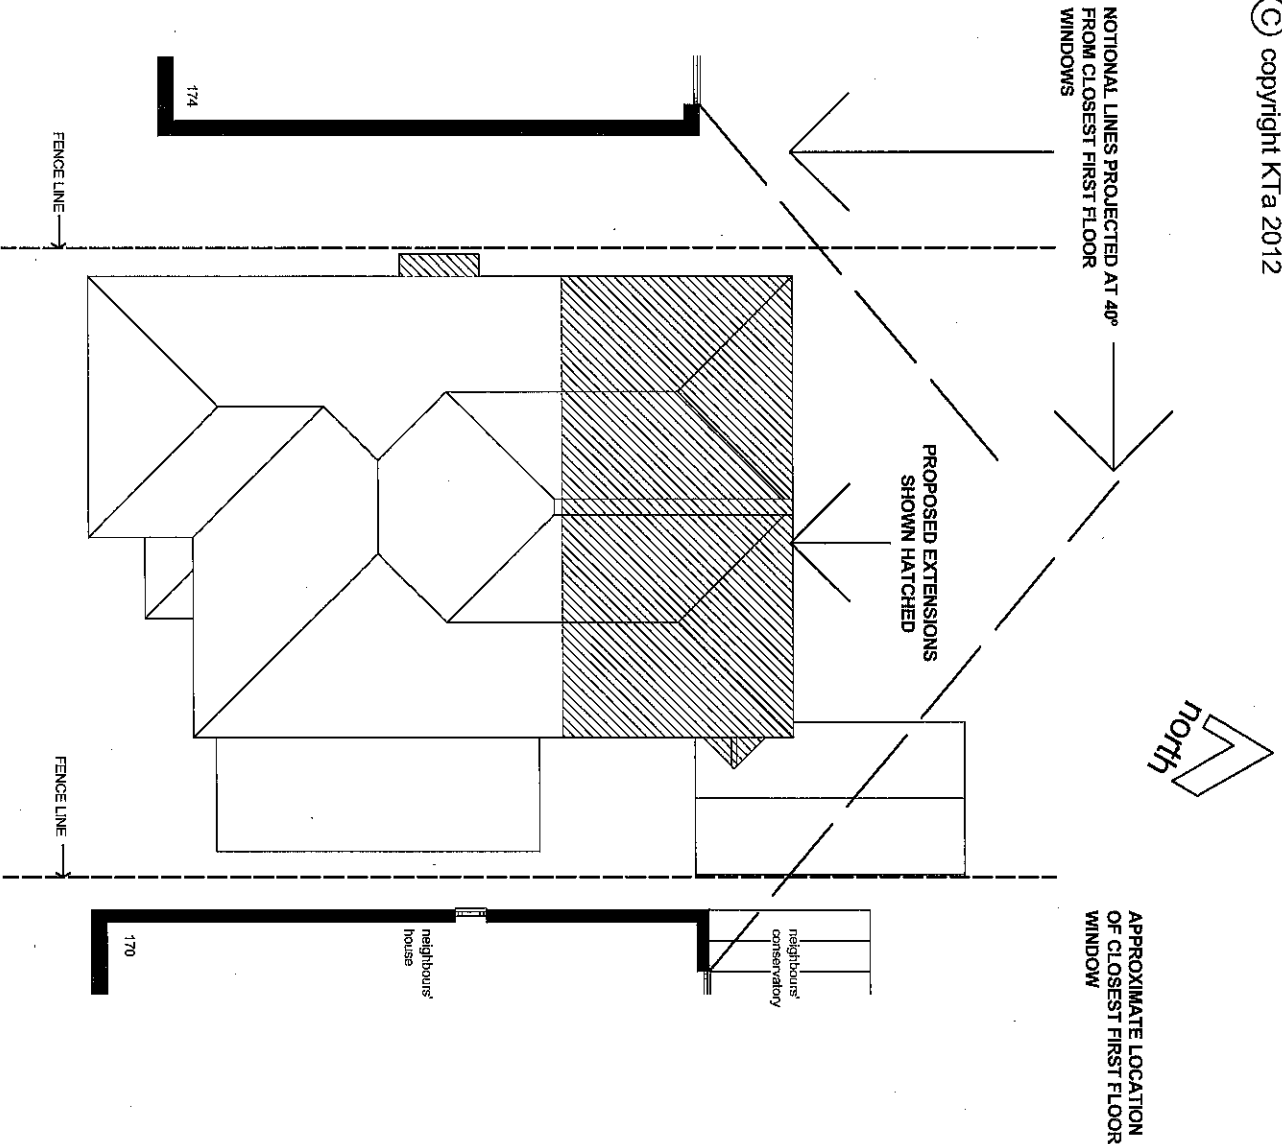 © copyright KTa 2012
NOTIONAL LINES PROJECTED AT 40°
FROM CLOSEST FIRST FLOOR
WINDOWS
174
FENCE LINE
PROPOSED EXTENSIONS
SHOWN HATCHED
north
FENCE LINE
APPROXIMATE LOCATION
OF CLOSEST FIRST FLOOR
WINDOW
neighbours'
conservatory
neighbours'
house
170